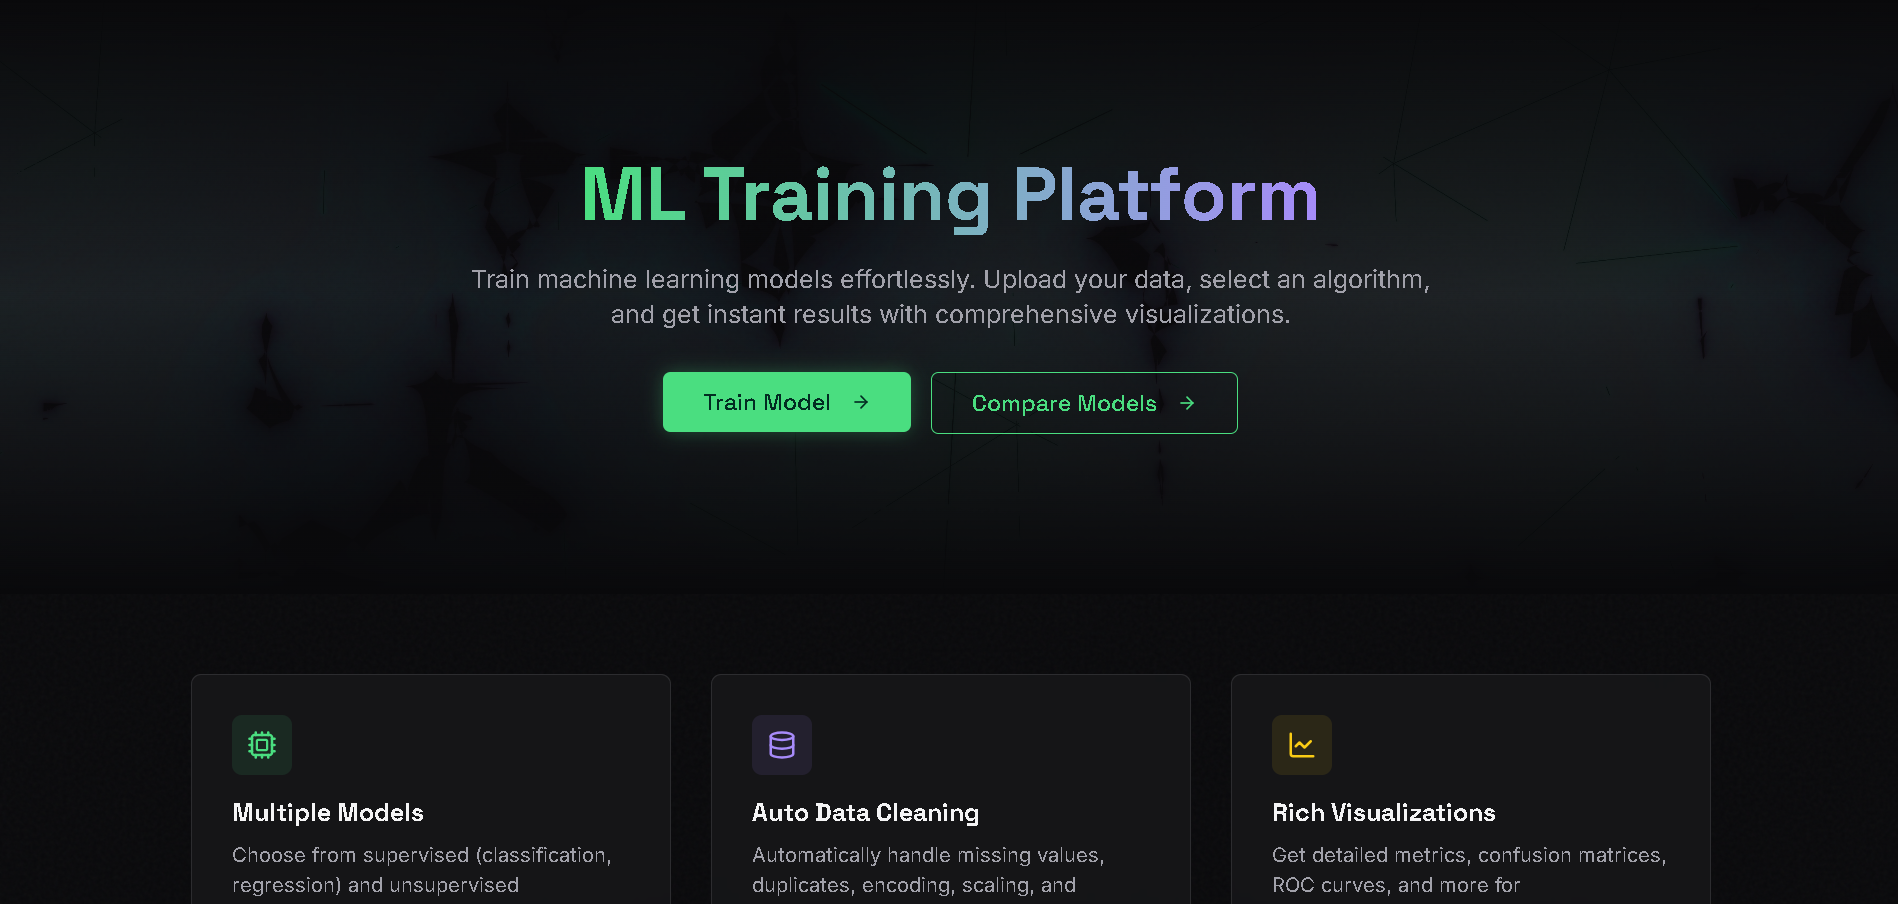 ML Training Platform
Train machine learning models effortlessly. Upload your data, select an algorithm,
and get instant results with comprehensive visualizations.
Train Model
Compare Models
Multiple Models
Choose from supervised (classification,
regression) and unsupervised
Auto Data Cleaning
Automatically handle missing values,
duplicates, encoding, scaling, and
Rich Visualizations
Get detailed metrics, confusion matrices,
ROC curves, and more for